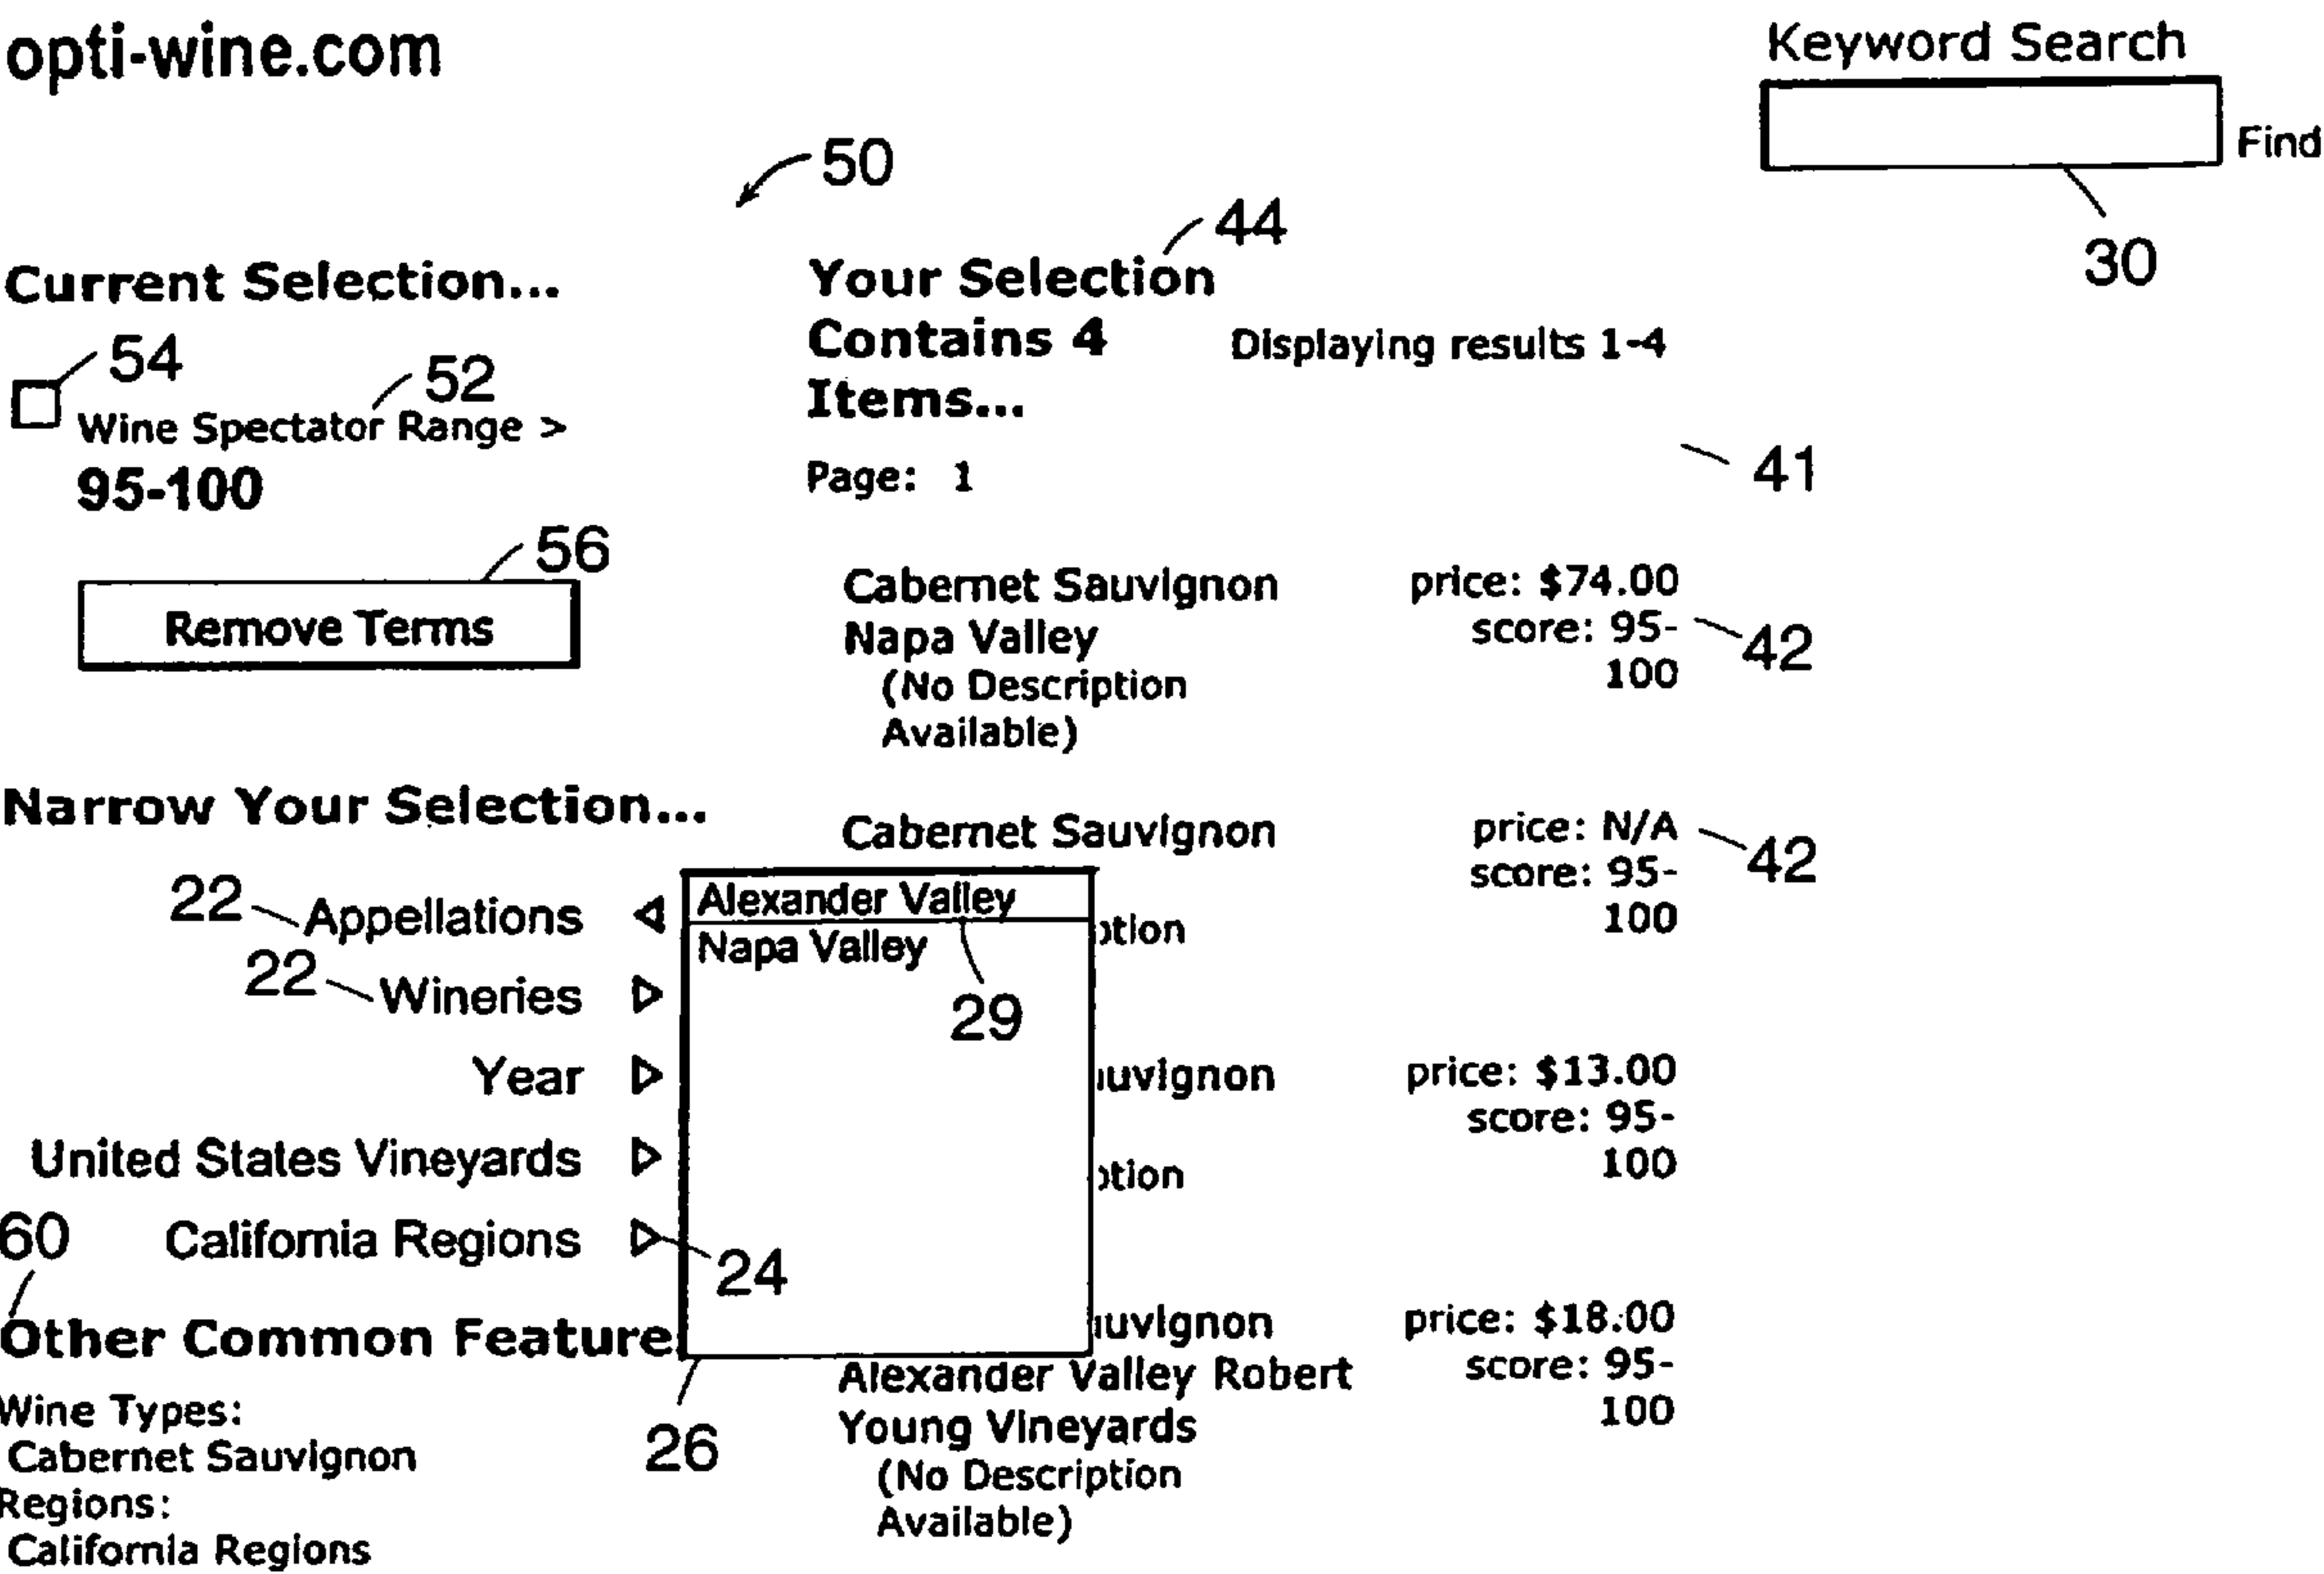 opti-wine.com
Keyword Search
Find
30
50
44
Current Selection...
54
52
Wine Spectator Range >
95-100
56
Remove Terms
Your Selection
Contains 4
Items...
Displaying results 1-4
Page: 1
41
Cabernet Sauvignon
Napa Valley
(No Description
Available)
price: $74.00
score: 95-
100
42
Narrow Your Selection...
22 Appellations
22 Wineries
Year
United States Vineyards
California Regions
24
Alexander Valley
Napa Valley
29
26
Cabernet Sauvignon
price: N/A
score: 95-
100
42
price: $13.00
score: 95-
100
price: $18.00
score: 95-
100
Alexander Valley Robert
Young Vineyards
(No Description
Available)
60
Other Common Feature
Wine Types:
Cabernet Sauvignon
Regions:
California Regions